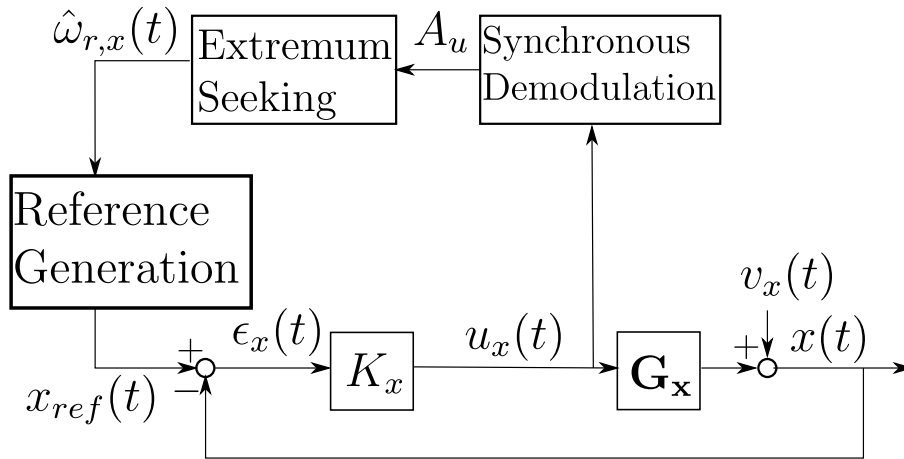 ω̂_{r,x}(t)
Extremum
Seeking
A_u
Synchronous
Demodulation
Reference
Generation
x_{ref}(t)
+
−
ϵ_x(t)
K_x
u_x(t)
G_x
+
v_x(t)
x(t)